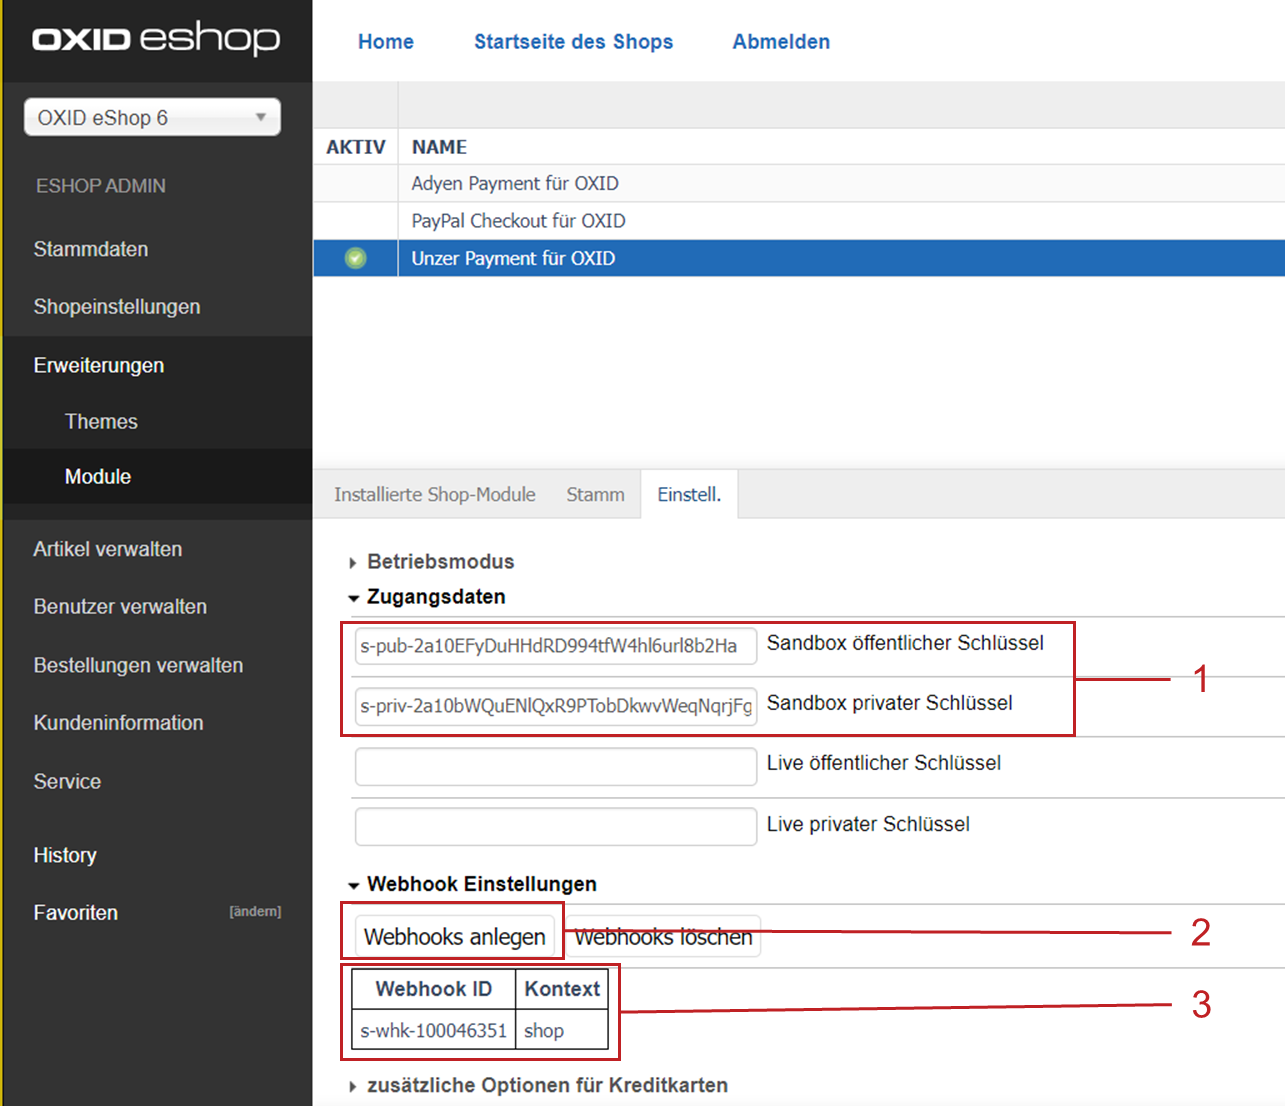 OXID eshop
Home Startseite des Shops Abmelden
OXID eShop 6
ESHOP ADMIN
Stammdaten
Shopeinstellungen
Erweiterungen
Themes
Module
Artikel verwalten
Benutzer verwalten
Bestellungen verwalten
Kundeninformation
Service
History
Favoriten [ändern]
AKTIV NAME
Adyen Payment für OXID
PayPal Checkout für OXID
Unzer Payment für OXID
Installierte Shop-Module Stamm Einstell.
Betriebsmodus
Zugangsdaten
s-pub-2a10EFyDuHHdRD994tfW4hl6url8b2Ha Sandbox öffentlicher Schlüssel
s-priv-2a10bWQuENlQxR9PTobDkwvWeqNqrjFg Sandbox privater Schlüssel
1
Live öffentlicher Schlüssel
Live privater Schlüssel
Webhook Einstellungen
Webhooks anlegen Webhooks löschen
2
Webhook ID Kontext
s-whk-100046351 shop
3
zusätzliche Optionen für Kreditkarten